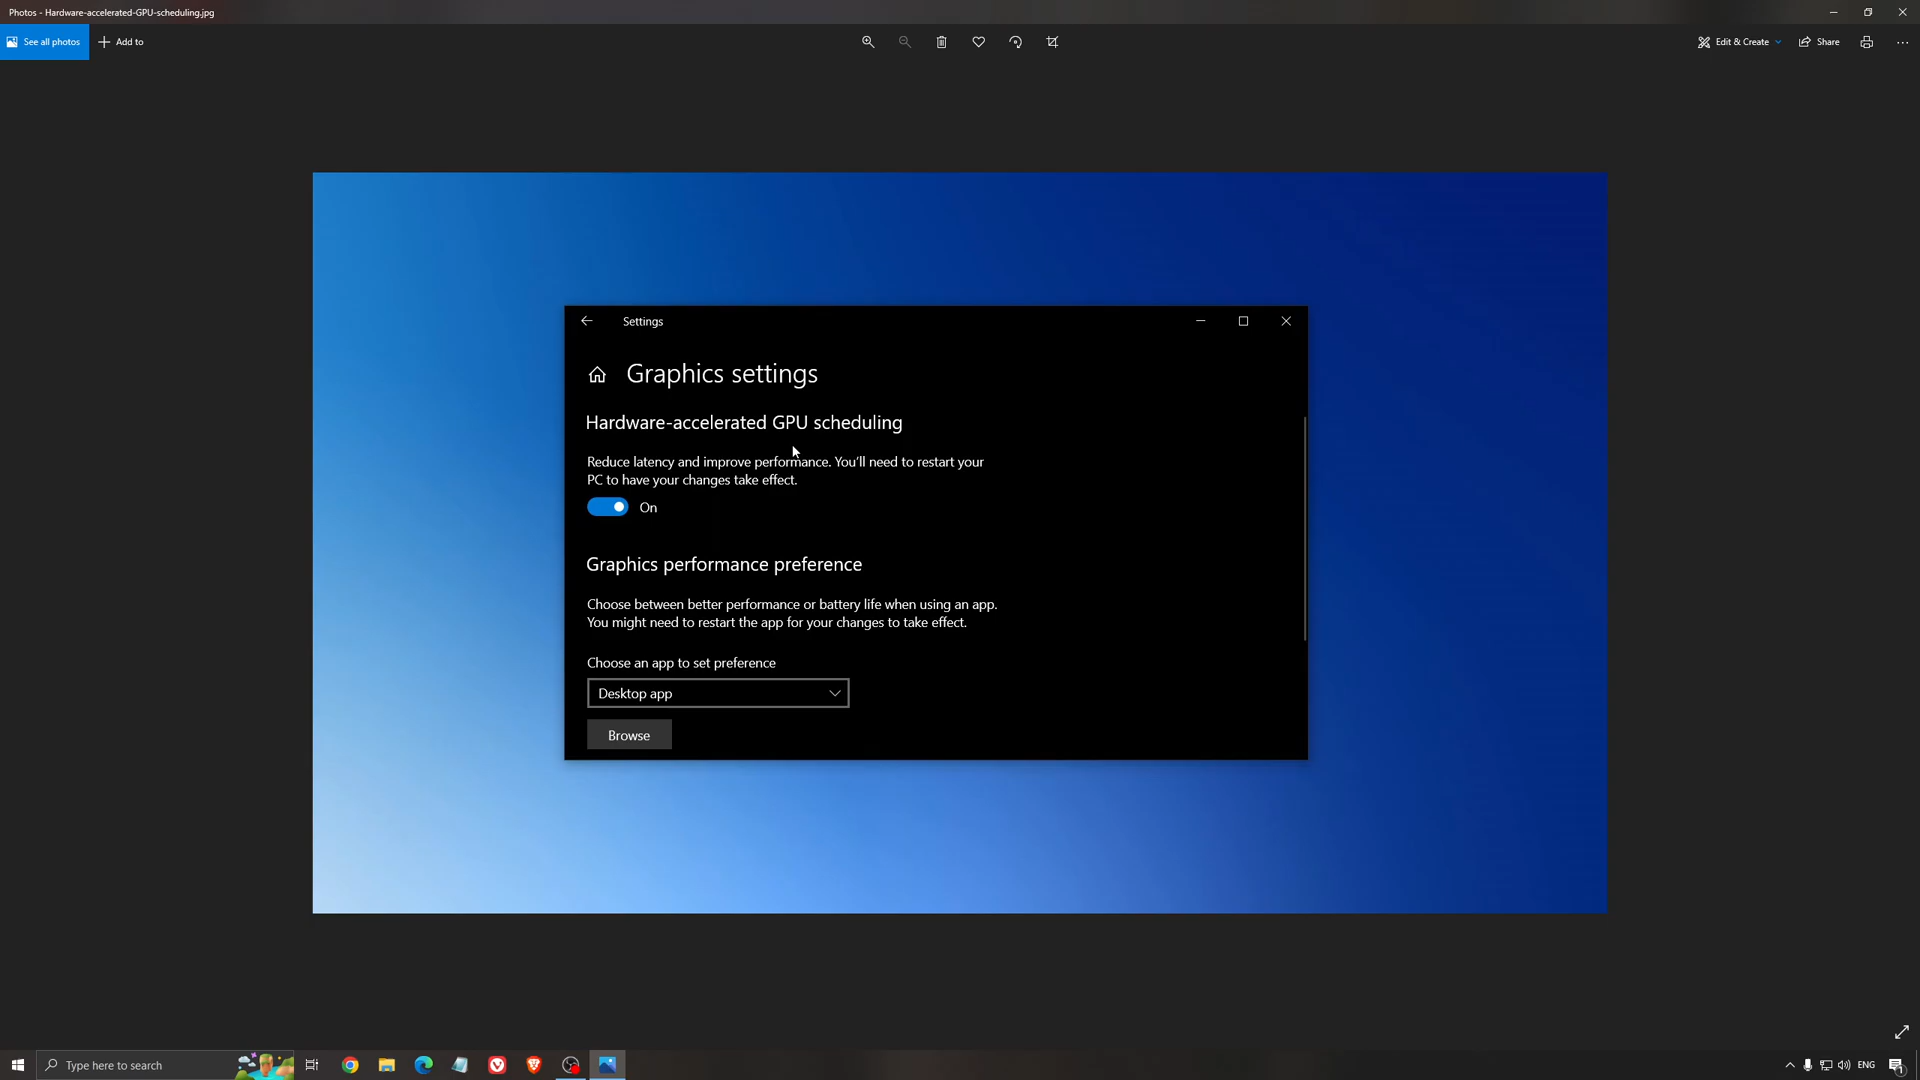 Photos - Hardware-accelerated-GPU-scheduling.jpg
See all photos
Add to
Edit & Create
Share
Settings
Graphics settings
Hardware-accelerated GPU scheduling
Reduce latency and improve performance. You'll need to restart your
PC to have your changes take effect.
On
Graphics performance preference
Choose between better performance or battery life when using an app.
You might need to restart the app for your changes to take effect.
Choose an app to set preference
Desktop app
Browse
Type here to search
ENG
1